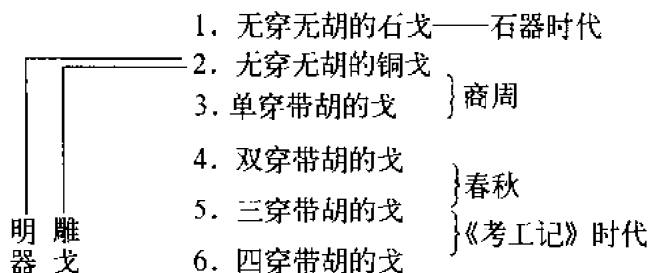 1. 无穿无胡的石戈——石器时代
2. 无穿无胡的铜戈
3. 单穿带胡的戈
}商周
4. 双穿带胡的戈
5. 三穿带胡的戈
}春秋
6. 四穿带胡的戈
}《考工记》时代
明器
雕戈